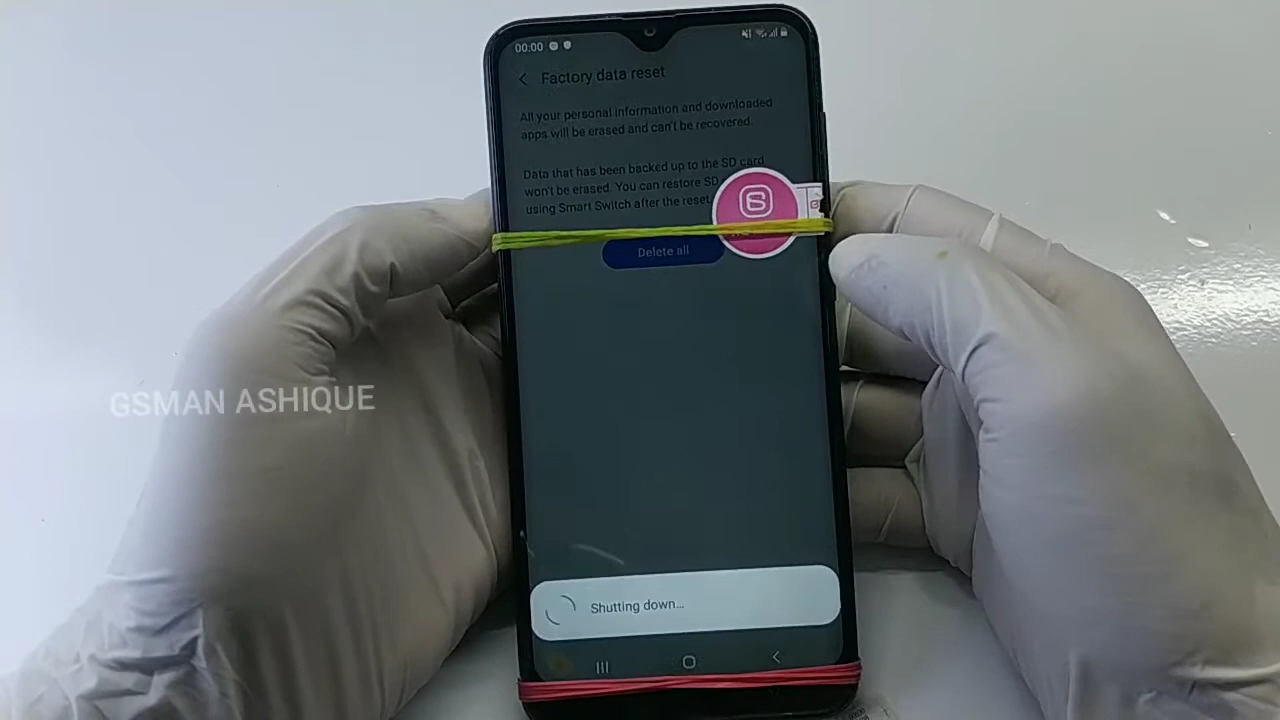 00:00
Factory data reset
All your personal information and downloaded
apps will be erased and can't be recovered.
Data that has been backed up to the SD card
won't be erased. You can restore SD
using Smart Switch after the reset.
Delete all
GSMAN ASHIQUE
Shutting down...